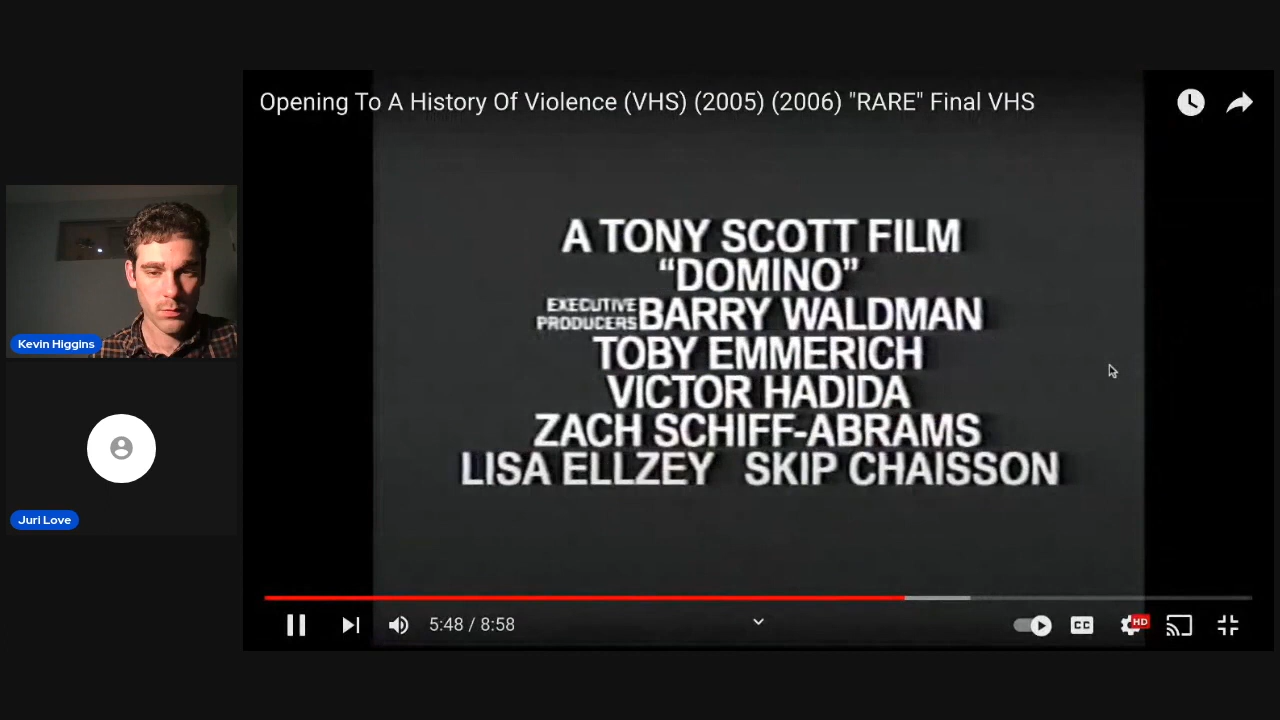 Opening To A History Of Violence (VHS) (2005) (2006) "RARE" Final VHS
A TONY SCOTT FILM
“DOMINO”
EXECUTIVE PRODUCERS BARRY WALDMAN
TOBY EMMERICH
VICTOR HADIDA
ZACH SCHIFF-ABRAMS
LISA ELLZEY SKIP CHAISSON
Kevin Higgins
Juri Love
5:48 / 8:58
CC
HD